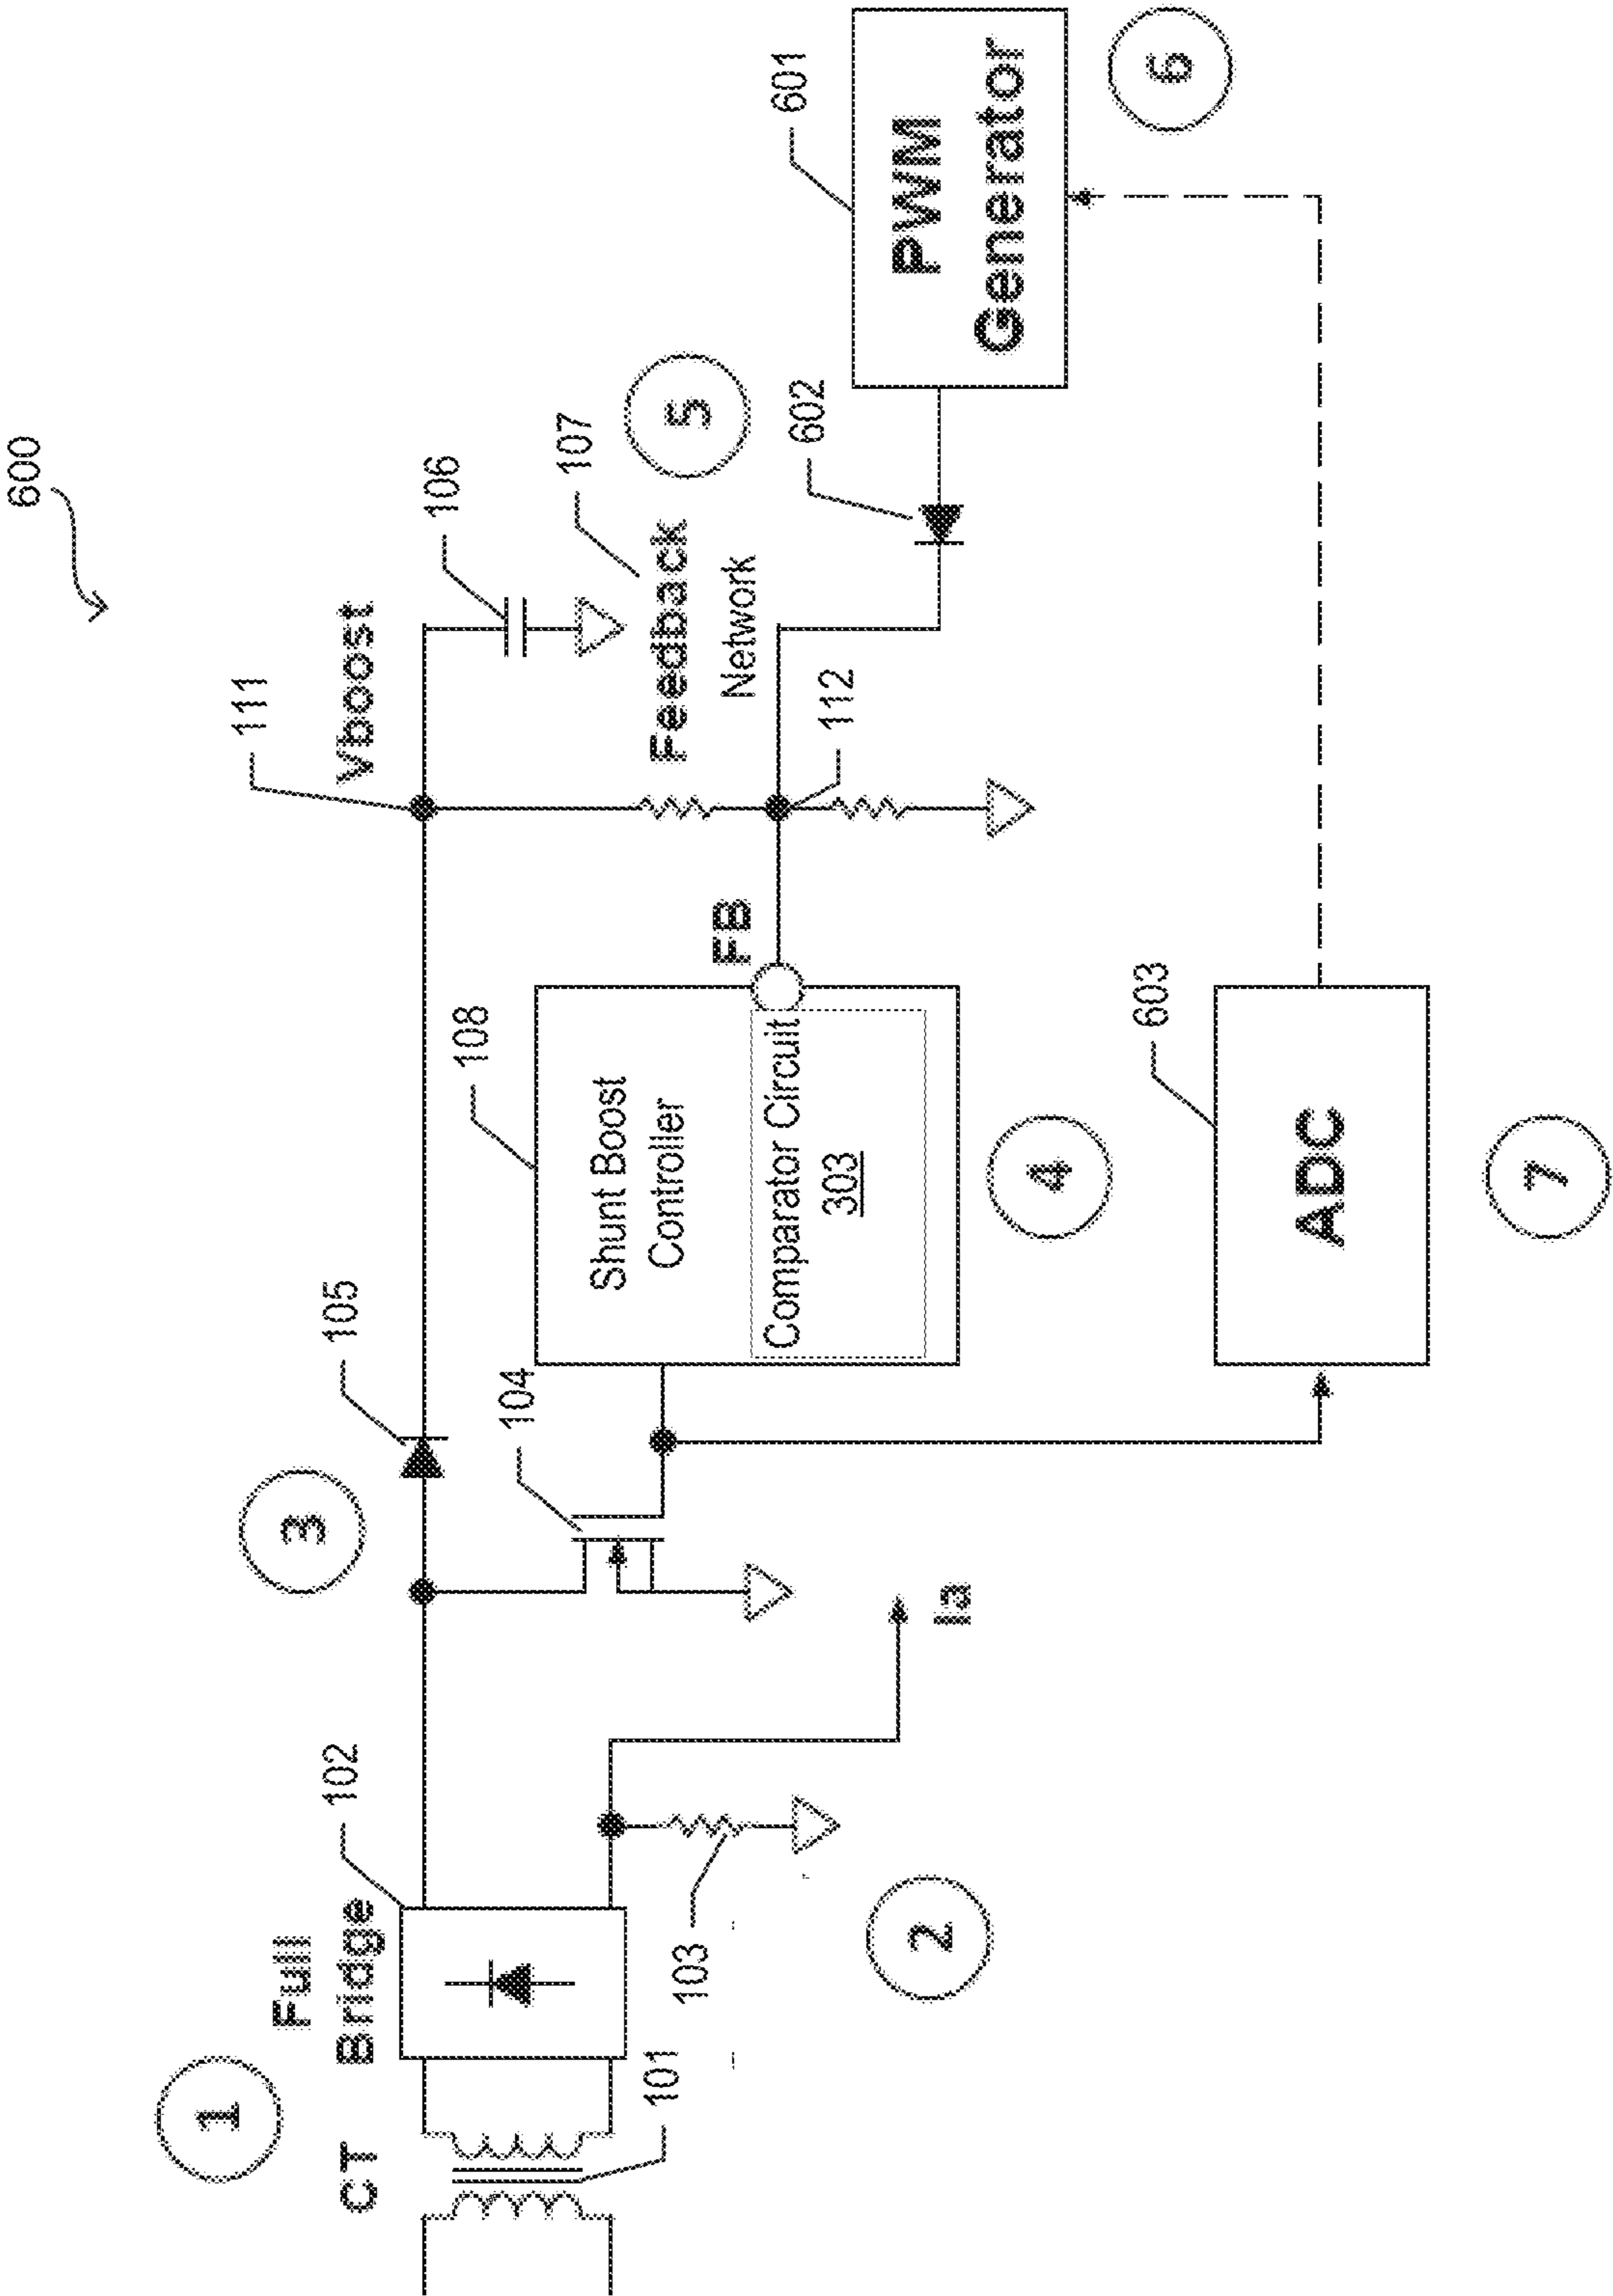 600
1
CT
101
Full
Bridge
102
103
2
Ia
3
105
104
108
Shunt Boost
Controller
Comparator Circuit
303
4
FB
111
Vboost
106
107
Feedback
Network
5
112
602
601
PWM
Generator
6
603
ADC
7